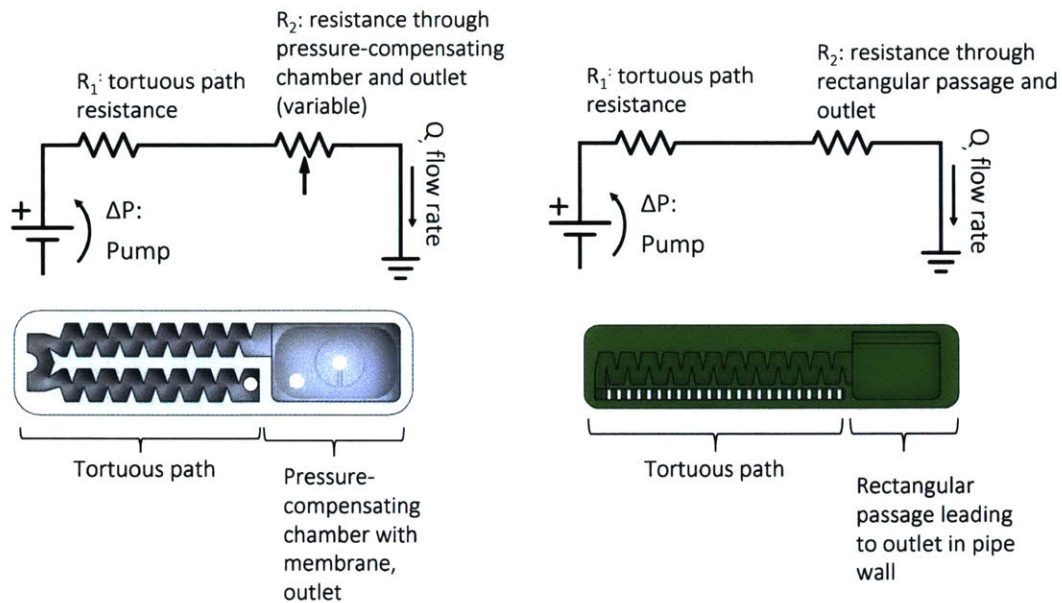 R₂: resistance through
pressure-compensating
chamber and outlet
(variable)
R₁: tortuous path
resistance
+
ΔP:
Pump
Q, flow rate
Tortuous path
Pressure-
compensating
chamber with
membrane,
outlet
R₂: resistance through
rectangular passage and
outlet
R₁: tortuous path
resistance
+
ΔP:
Pump
Q, flow rate
Tortuous path
Rectangular
passage leading
to outlet in pipe
wall